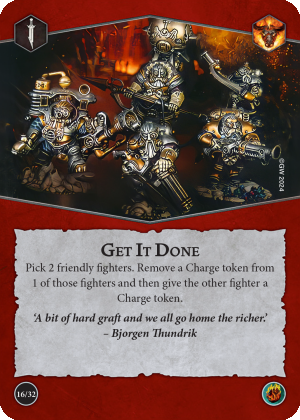 ©GW 2024
GET IT DONE
Pick 2 friendly fighters. Remove a Charge token from
1 of those fighters and then give the other fighter a
Charge token.
‘A bit of hard graft and we all go home the richer.’
– Bjorgen Thundrik
16/32